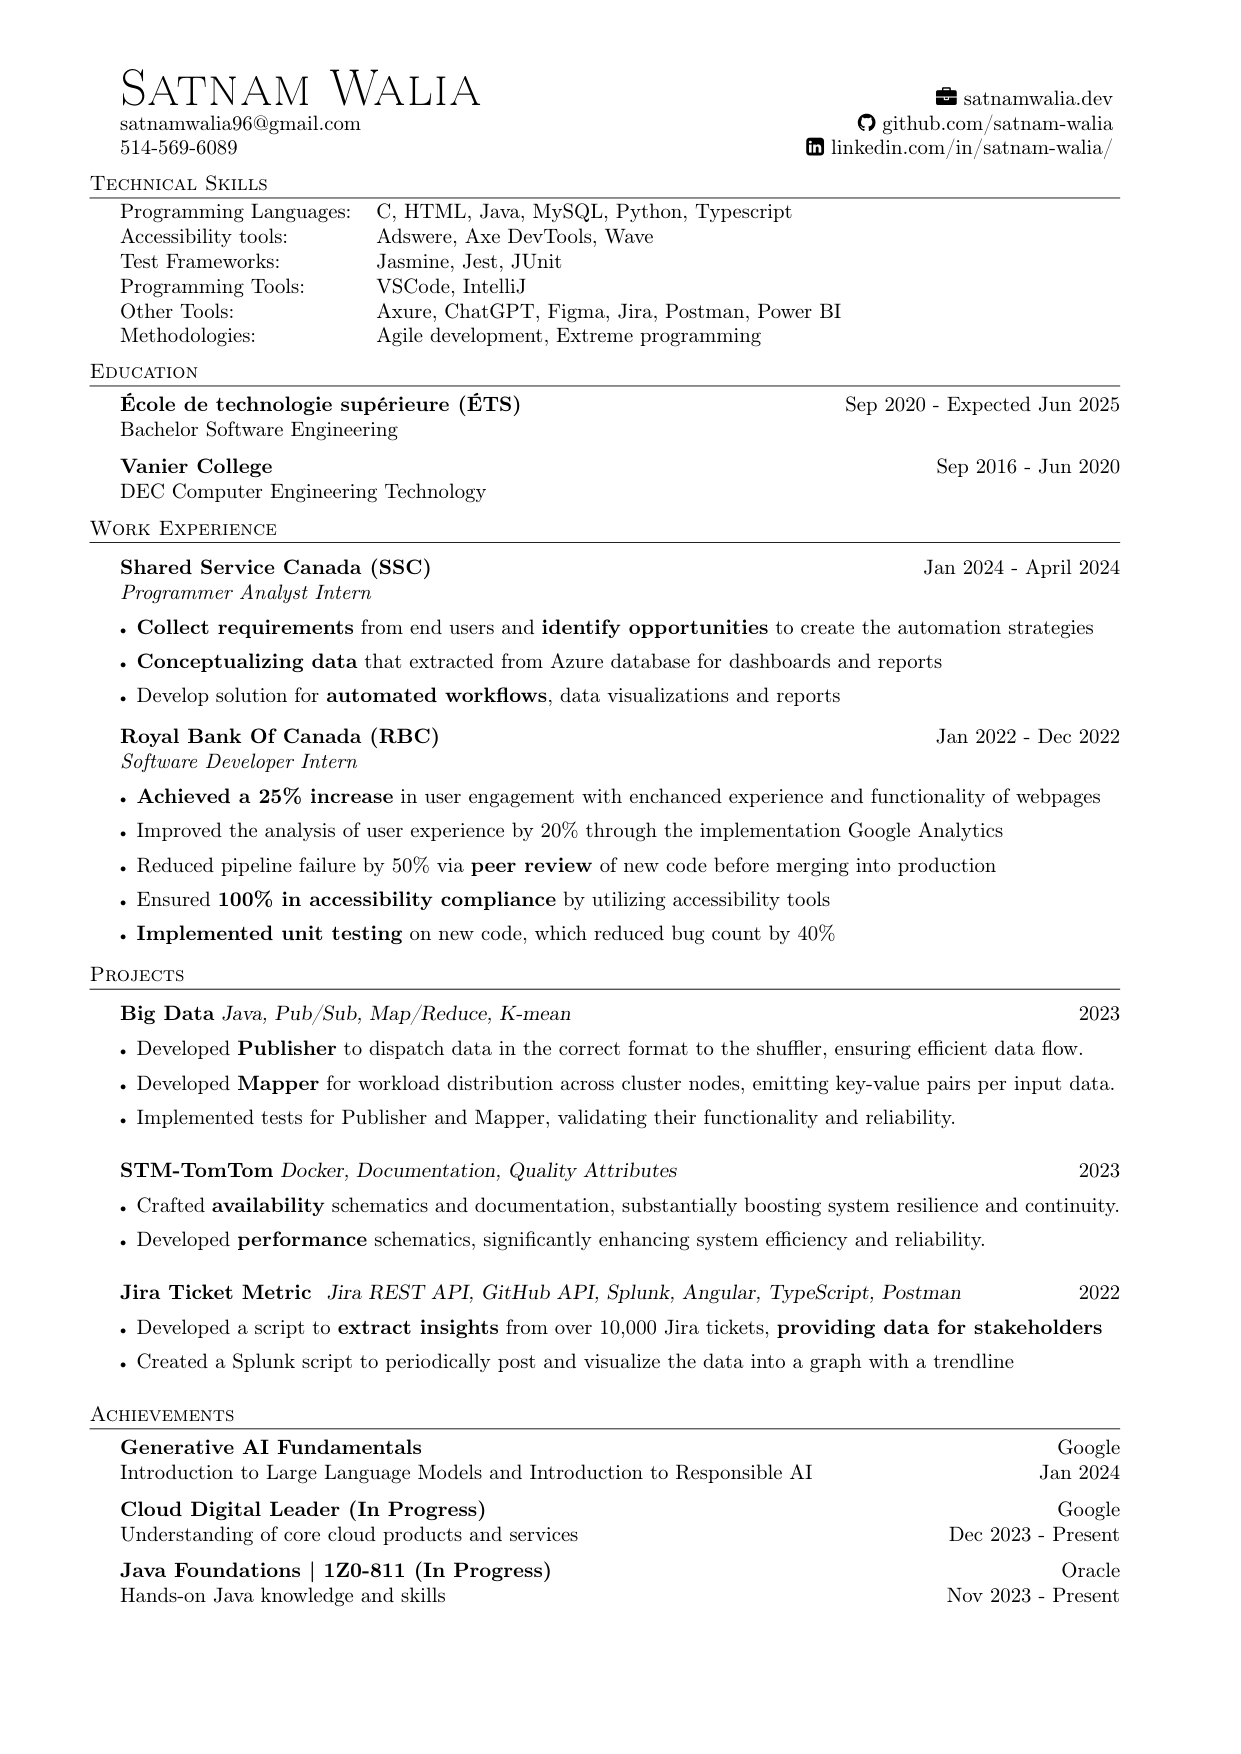 Satnam Walia
satnamwalia96@gmail.com
514-569-6089
satnamwalia.dev
github.com/satnam-walia
linkedin.com/in/satnam-walia/
Technical Skills
Programming Languages: C, HTML, Java, MySQL, Python, Typescript
Accessibility tools: Adswere, Axe DevTools, Wave
Test Frameworks: Jasmine, Jest, JUnit
Programming Tools: VSCode, IntelliJ
Other Tools: Axure, ChatGPT, Figma, Jira, Postman, Power BI
Methodologies: Agile development, Extreme programming
Education
École de technologie supérieure (ÉTS) Sep 2020 - Expected Jun 2025
Bachelor Software Engineering
Vanier College Sep 2016 - Jun 2020
DEC Computer Engineering Technology
Work Experience
Shared Service Canada (SSC) Jan 2024 - April 2024
Programmer Analyst Intern
• Collect requirements from end users and identify opportunities to create the automation strategies
• Conceptualizing data that extracted from Azure database for dashboards and reports
• Develop solution for automated workflows, data visualizations and reports
Royal Bank Of Canada (RBC) Jan 2022 - Dec 2022
Software Developer Intern
• Achieved a 25% increase in user engagement with enchanced experience and functionality of webpages
• Improved the analysis of user experience by 20% through the implementation Google Analytics
• Reduced pipeline failure by 50% via peer review of new code before merging into production
• Ensured 100% in accessibility compliance by utilizing accessibility tools
• Implemented unit testing on new code, which reduced bug count by 40%
Projects
Big Data Java, Pub/Sub, Map/Reduce, K-mean 2023
• Developed Publisher to dispatch data in the correct format to the shuffler, ensuring efficient data flow.
• Developed Mapper for workload distribution across cluster nodes, emitting key-value pairs per input data.
• Implemented tests for Publisher and Mapper, validating their functionality and reliability.
STM-TomTom Docker, Documentation, Quality Attributes 2023
• Crafted availability schematics and documentation, substantially boosting system resilience and continuity.
• Developed performance schematics, significantly enhancing system efficiency and reliability.
Jira Ticket Metric Jira REST API, GitHub API, Splunk, Angular, TypeScript, Postman 2022
• Developed a script to extract insights from over 10,000 Jira tickets, providing data for stakeholders
• Created a Splunk script to periodically post and visualize the data into a graph with a trendline
Achievements
Generative AI Fundamentals Google
Introduction to Large Language Models and Introduction to Responsible AI Jan 2024
Cloud Digital Leader (In Progress) Google
Understanding of core cloud products and services Dec 2023 - Present
Java Foundations | 1Z0-811 (In Progress) Oracle
Hands-on Java knowledge and skills Nov 2023 - Present